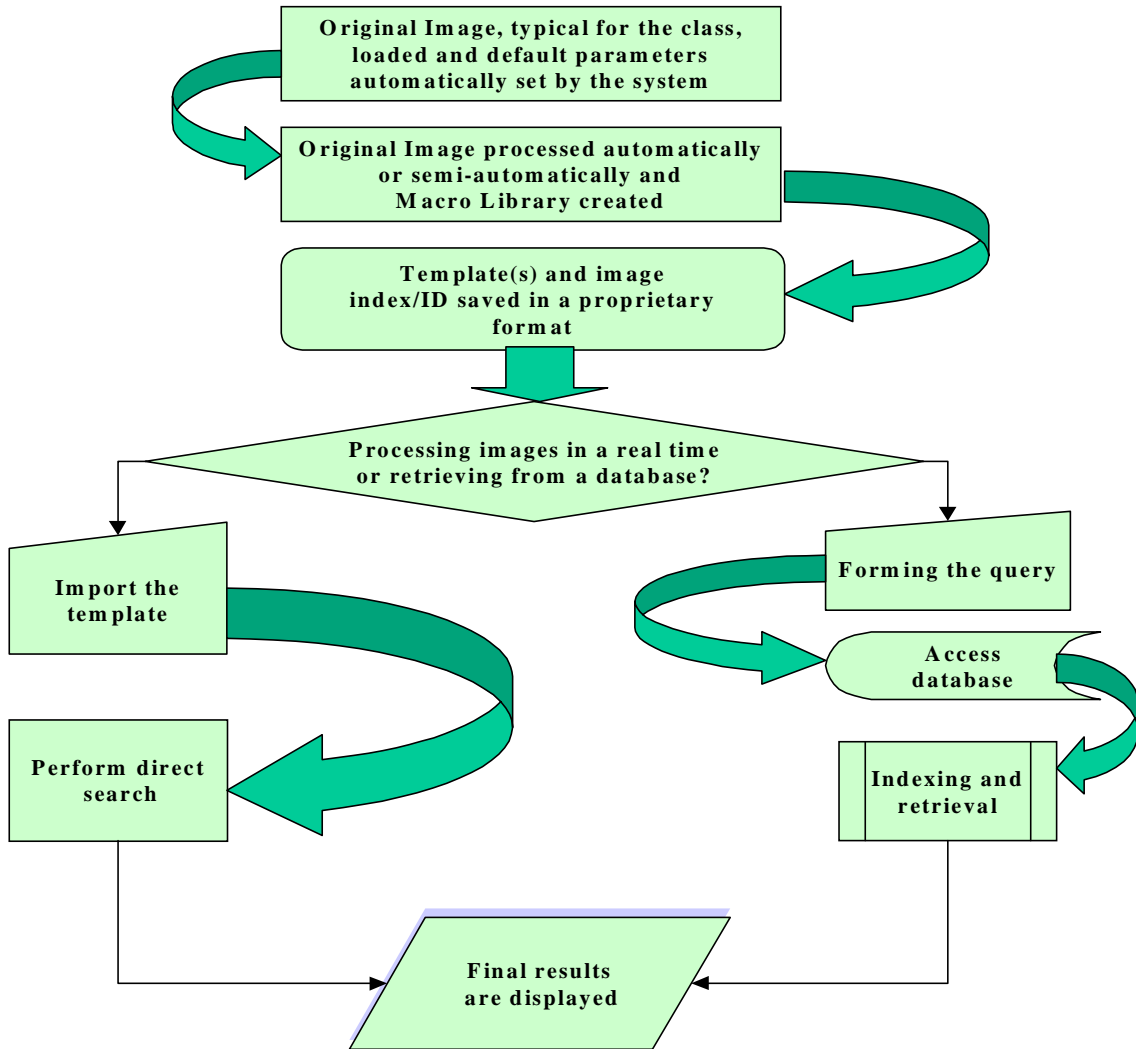 Original Image, typical for the class,
loaded and default parameters
automatically set by the system
Original Image processed automatically
or semi-automatically and
Macro Library created
Template(s) and image
index/ID saved in a proprietary
format
Processing images in a real time
or retrieving from a database?
Import the
template
Forming the query
Access
database
Perform direct
search
Indexing and
retrieval
Final results
are displayed